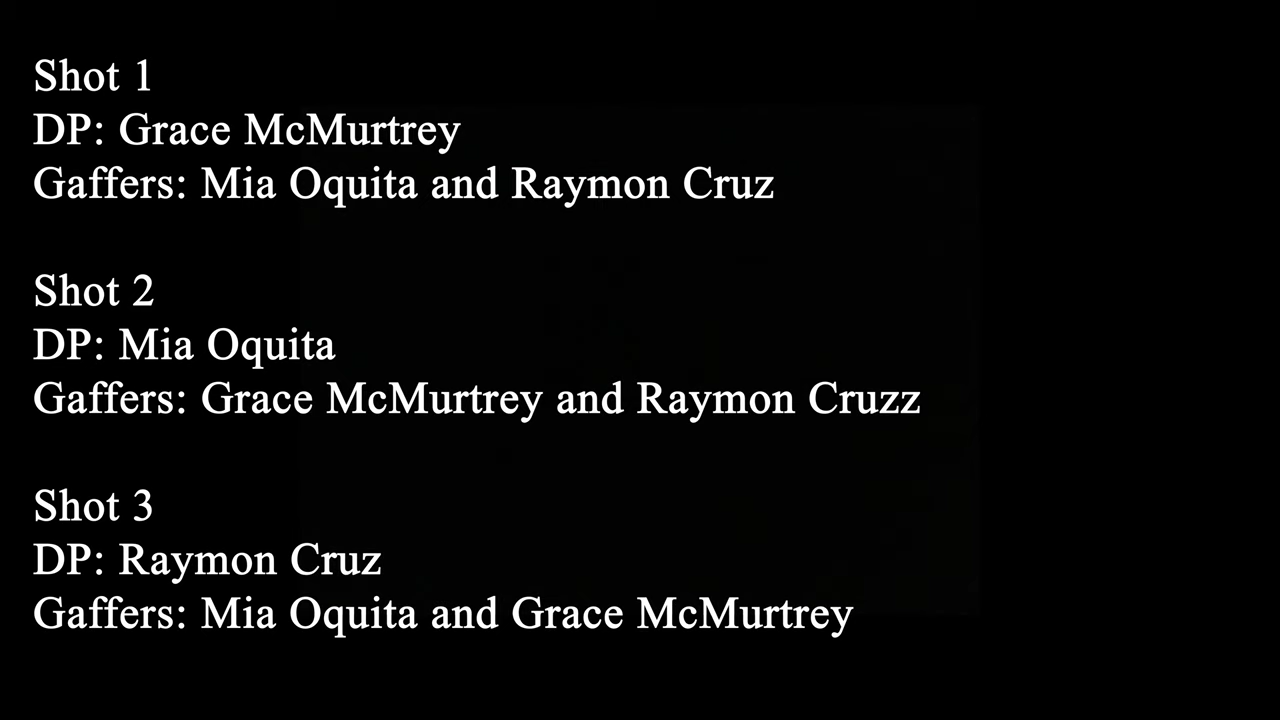 Shot 1
DP: Grace McMurtrey
Gaffers: Mia Oquita and Raymon Cruz
Shot 2
DP: Mia Oquita
Gaffers: Grace McMurtrey and Raymon Cruzz
Shot 3
DP: Raymon Cruz
Gaffers: Mia Oquita and Grace McMurtrey